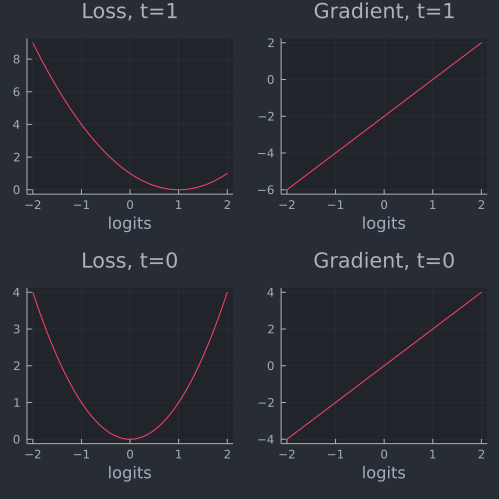 Loss, t=1
8
6
4
2
0
−2 −1 0 1 2
logits
Gradient, t=1
2
0
−2
−4
−6
−2 −1 0 1 2
logits
Loss, t=0
4
3
2
1
0
−2 −1 0 1 2
logits
Gradient, t=0
4
2
0
−2
−4
−2 −1 0 1 2
logits